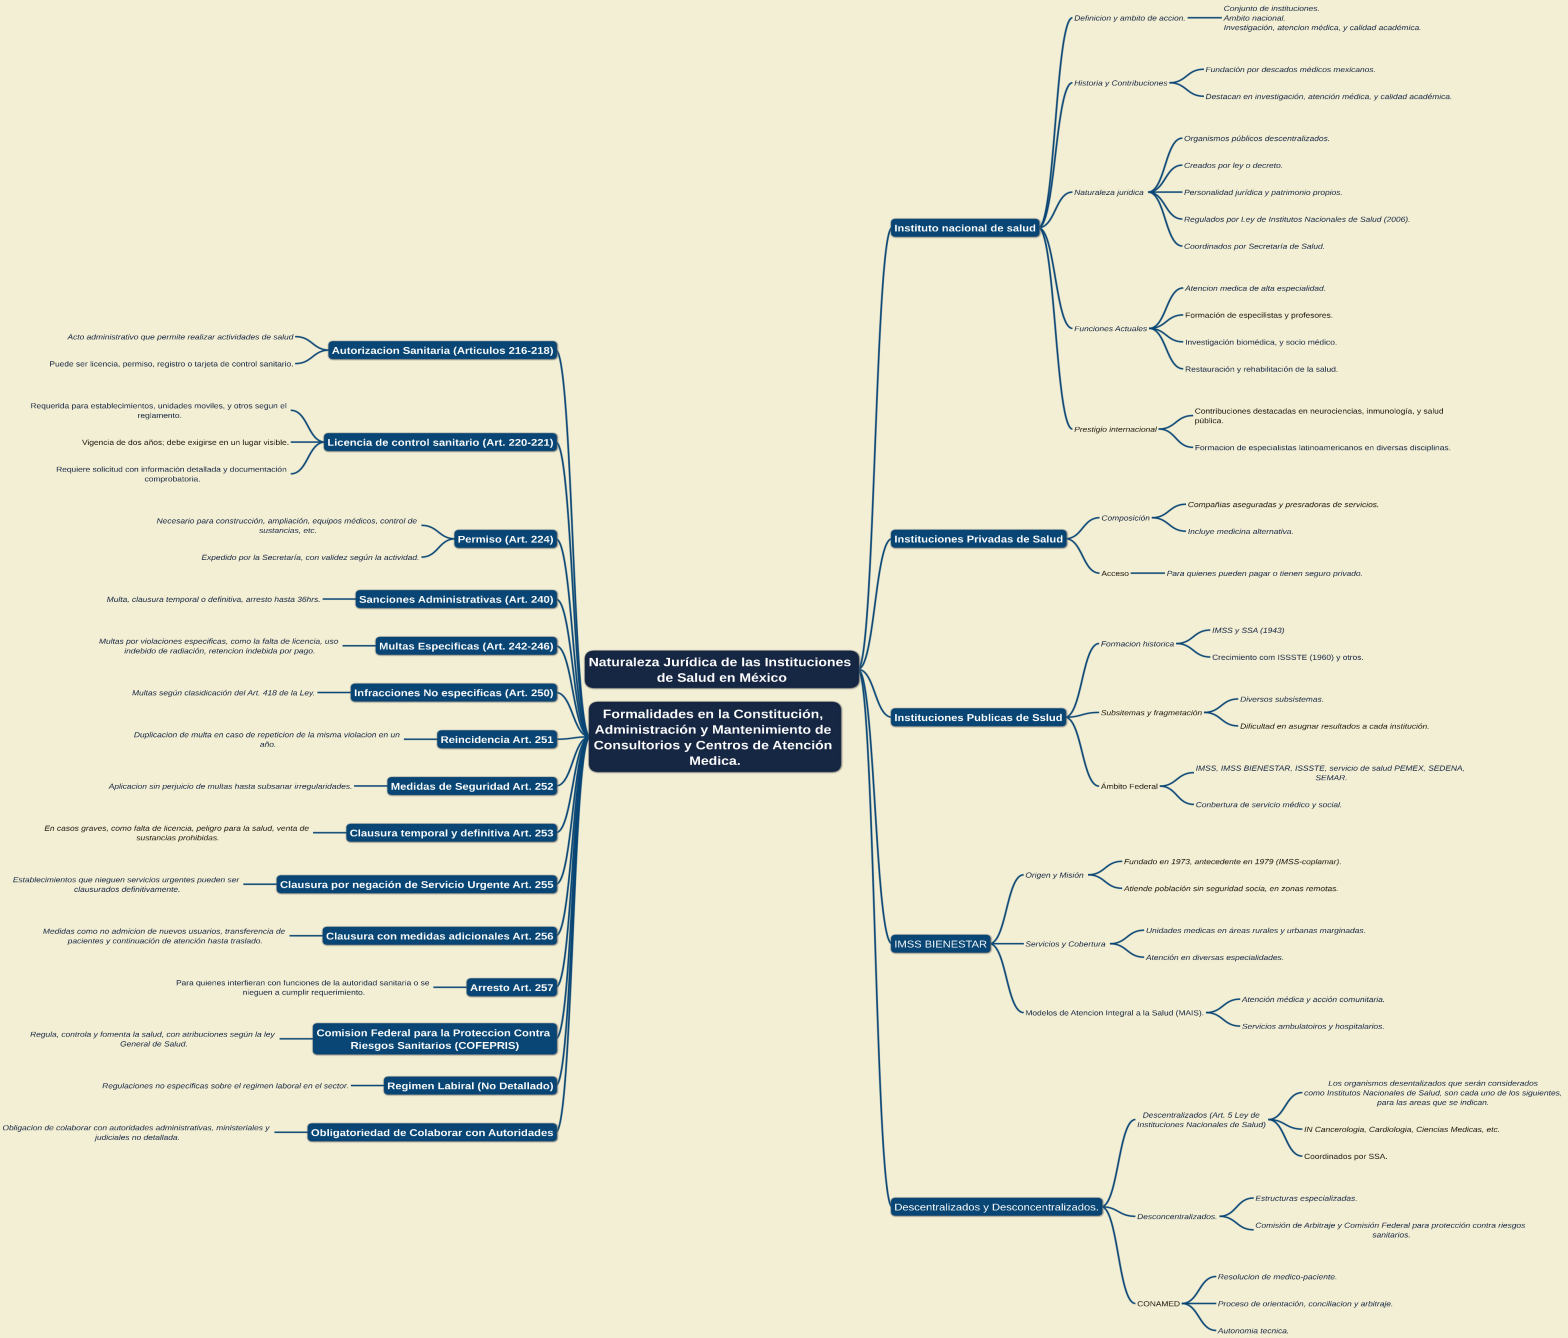 Naturaleza Jurídica de las Instituciones
de Salud en México
Instituto nacional de salud
Definicion y ambito de accion.
Conjunto de instituciones.
Ambito nacional.
Investigación, atencion médica, y calidad académica.
Historia y Contribuciones
Fundación por descados médicos mexicanos.
Destacan en investigación, atención médica, y calidad académica.
Naturaleza juridica
Organismos públicos descentralizados.
Creados por ley o decreto.
Personalidad jurídica y patrimonio propios.
Regulados por Ley de Institutos Nacionales de Salud (2006).
Coordinados por Secretaría de Salud.
Funciones Actuales
Atencion medica de alta especialidad.
Formación de especilistas y profesores.
Investigación biomédica, y socio médico.
Restauración y rehabilitación de la salud.
Prestigio internacional
Contribuciones destacadas en neurociencias, inmunología, y salud
pública.
Formacion de especialistas latinoamericanos en diversas disciplinas.
Instituciones Privadas de Salud
Composición
Compañias aseguradas y presradoras de servicios.
Incluye medicina alternativa.
Acceso
Para quienes pueden pagar o tienen seguro privado.
Instituciones Publicas de Sslud
Formacion historica
IMSS y SSA (1943)
Crecimiento com ISSSTE (1960) y otros.
Subsitemas y fragmetación
Diversos subsistemas.
Dificultad en asugnar resultados a cada institución.
Ámbito Federal
IMSS, IMSS BIENESTAR, ISSSTE, servicio de salud PEMEX, SEDENA,
SEMAR.
Conbertura de servicio médico y social.
IMSS BIENESTAR
Origen y Misión
Fundado en 1973, antecedente en 1979 (IMSS-coplamar).
Atiende población sin seguridad socia, en zonas remotas.
Servicios y Cobertura
Unidades medicas en áreas rurales y urbanas marginadas.
Atención en diversas especialidades.
Modelos de Atencion Integral a la Salud (MAIS).
Atención médica y acción comunitaria.
Servicios ambulatoiros y hospitalarios.
Descentralizados y Desconcentralizados.
Descentralizados (Art. 5 Ley de
Instituciones Nacionales de Salud)
Los organismos desentalizados que serán considerados
como Institutos Nacionales de Salud, son cada uno de los siguientes,
para las areas que se indican.
IN Cancerologia, Cardiologia, Ciencias Medicas, etc.
Coordinados por SSA.
Desconcentralizados.
Estructuras especializadas.
Comisión de Arbitraje y Comisión Federal para protección contra riesgos
sanitarios.
CONAMED
Resolucion de medico-paciente.
Proceso de orientación, conciliacion y arbitraje.
Autonomia tecnica.
Formalidades en la Constitución,
Administración y Mantenimiento de
Consultorios y Centros de Atención
Medica.
Autorizacion Sanitaria (Articulos 216-218)
Acto administrativo que permite realizar actividades de salud
Puede ser licencia, permiso, registro o tarjeta de control sanitario.
Licencia de control sanitario (Art. 220-221)
Requerida para establecimientos, unidades moviles, y otros segun el
reglamento.
Vigencia de dos años; debe exigirse en un lugar visible.
Requiere solicitud con información detallada y documentación
comprobatoria.
Permiso (Art. 224)
Necesario para construcción, ampliación, equipos médicos, control de
sustancias, etc.
Expedido por la Secretaría, con validez según la actividad.
Sanciones Administrativas (Art. 240)
Multa, clausura temporal o definitiva, arresto hasta 36hrs.
Multas Especificas (Art. 242-246)
Multas por violaciones especificas, como la falta de licencia, uso
indebido de radiación, retencion indebida por pago.
Infracciones No especificas (Art. 250)
Multas según clasidicación del Art. 418 de la Ley.
Reincidencia Art. 251
Duplicacion de multa en caso de repeticion de la misma violacion en un
año.
Medidas de Seguridad Art. 252
Aplicacion sin perjuicio de multas hasta subsanar irregularidades.
Clausura temporal y definitiva Art. 253
En casos graves, como falta de licencia, peligro para la salud, venta de
sustancias prohibidas.
Clausura por negación de Servicio Urgente Art. 255
Establecimientos que nieguen servicios urgentes pueden ser
clausurados definitivamente.
Clausura con medidas adicionales Art. 256
Medidas como no admicion de nuevos usuarios, transferencia de
pacientes y continuación de atención hasta traslado.
Arresto Art. 257
Para quienes interfieran con funciones de la autoridad sanitaria o se
nieguen a cumplir requerimiento.
Comision Federal para la Proteccion Contra
Riesgos Sanitarios (COFEPRIS)
Regula, controla y fomenta la salud, con atribuciones según la ley
General de Salud.
Regimen Labiral (No Detallado)
Regulaciones no especificas sobre el regimen laboral en el sector.
Obligatoriedad de Colaborar con Autoridades
Obligacion de colaborar con autoridades administrativas, ministeriales y
judiciales no detallada.